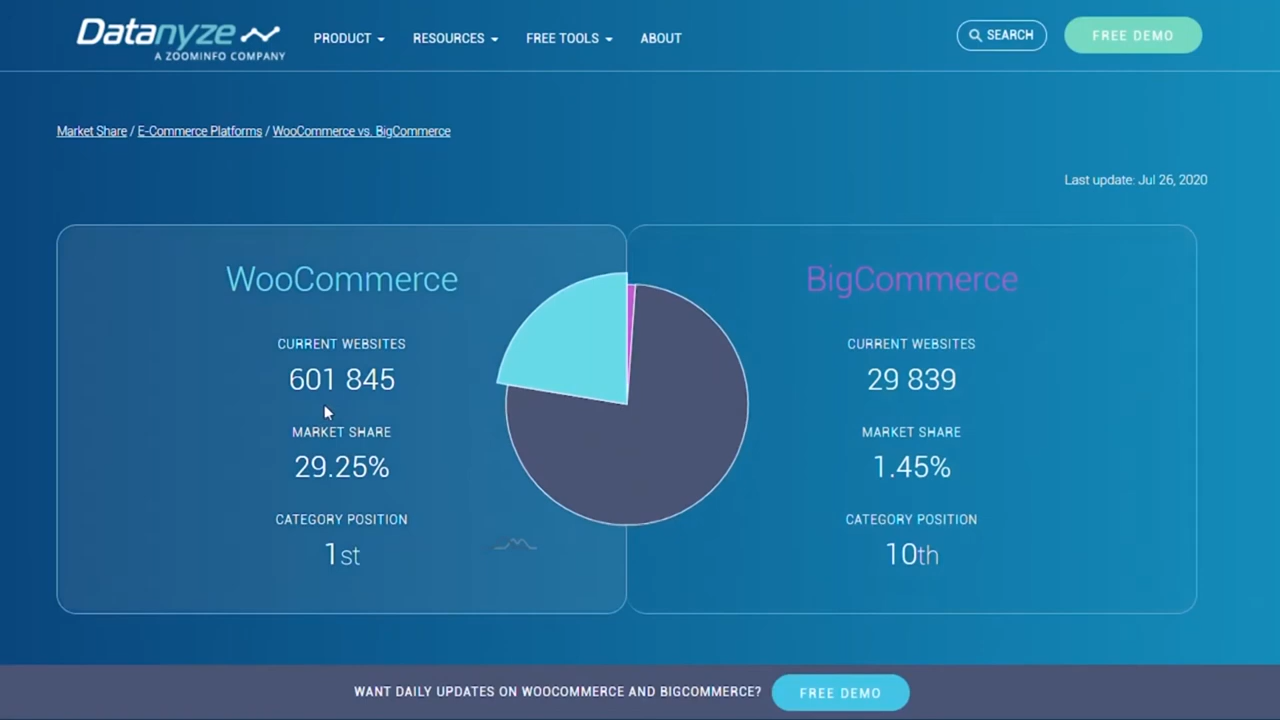 Datanyze
A ZOOMINFO COMPANY
PRODUCT
RESOURCES
FREE TOOLS
ABOUT
SEARCH
FREE DEMO
Market Share / E-Commerce Platforms / WooCommerce vs. BigCommerce
Last update: Jul 26, 2020
WooCommerce
CURRENT WEBSITES
601 845
MARKET SHARE
29.25%
CATEGORY POSITION
1st
BigCommerce
CURRENT WEBSITES
29 839
MARKET SHARE
1.45%
CATEGORY POSITION
10th
WANT DAILY UPDATES ON WOOCOMMERCE AND BIGCOMMERCE?
FREE DEMO